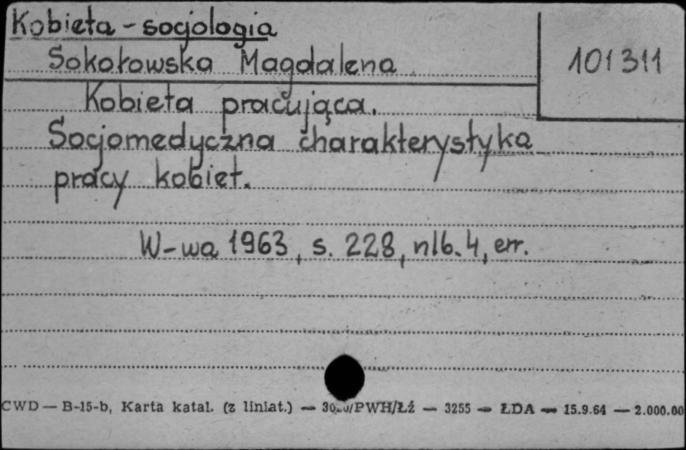 Kobieta - socjologia
Sokołowska Magdalena
101311
Kobieta pracująca.
Socjomedyczna charakterystyka
pracy kobiet.
W-wa 1963, s. 228, nlb. 4, err.
CWD — B-15-b, Karta katal. (z liniat.) — /PWH/Łź — 3255 — ŁDA — 15.9.64 — 2.000.00